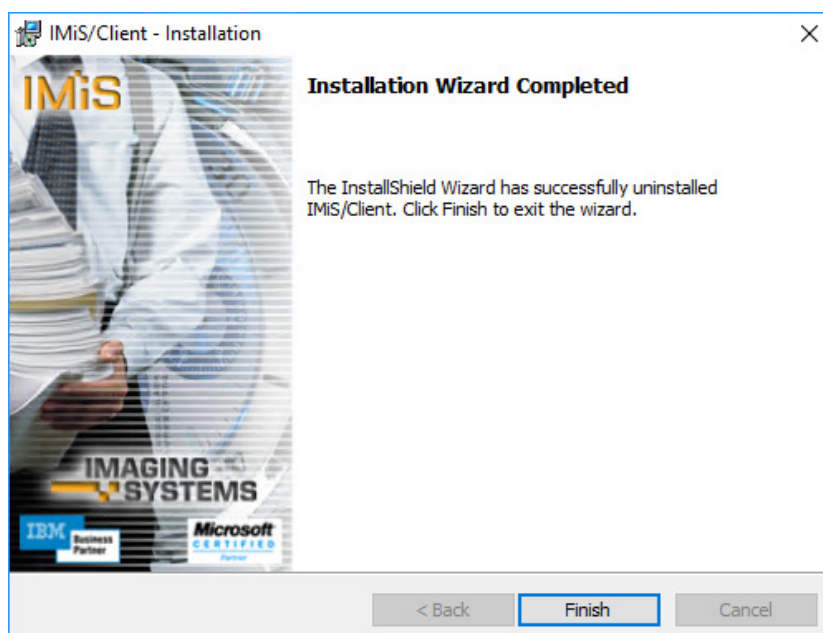 IMiS/Client - Installation
IMiS
Installation Wizard Completed
The InstallShield Wizard has successfully uninstalled
IMiS/Client. Click Finish to exit the wizard.
IMAGING
SYSTEMS
IBM Business
Partner
Microsoft
CERTIFIED
Partner
< Back
Finish
Cancel